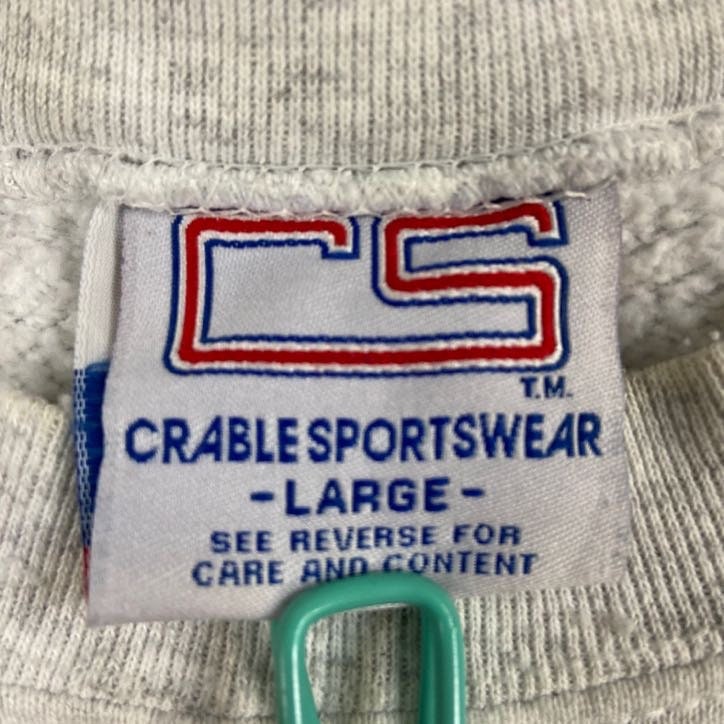 CS
T.M.
CRABLE SPORTSWEAR
-LARGE-
SEE REVERSE FOR
CARE AND CONTENT